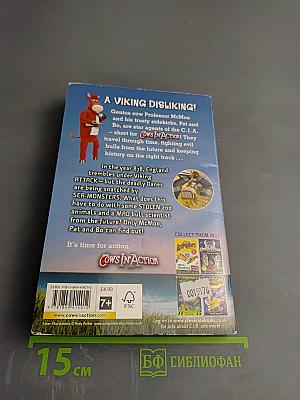 A VIKING DISLIKING!
Genius cow Professor McMoo
and his trusty sidekicks, Pat and
Bo, are star agents of the C.I.A.
– short for COWS IN ACTION! They
travel through time, fighting evil
bulls from the future and keeping
history on the right track . . .
In the year 878, England
trembles under Viking
ATTACK – but the deadly Danes
are being snatched by
SEA-MONSTERS. What does this
have to do with some STOLEN zoo
animals and a MAD bull scientist
from the future? Only McMoo,
Pat and Bo can find out!
It's time for action.
COWS IN ACTION
COLLECT THEM ALL!
£4.99
7+
FSC
www.cowsinaction.com
15 см
БФ СИБЛИОФАН